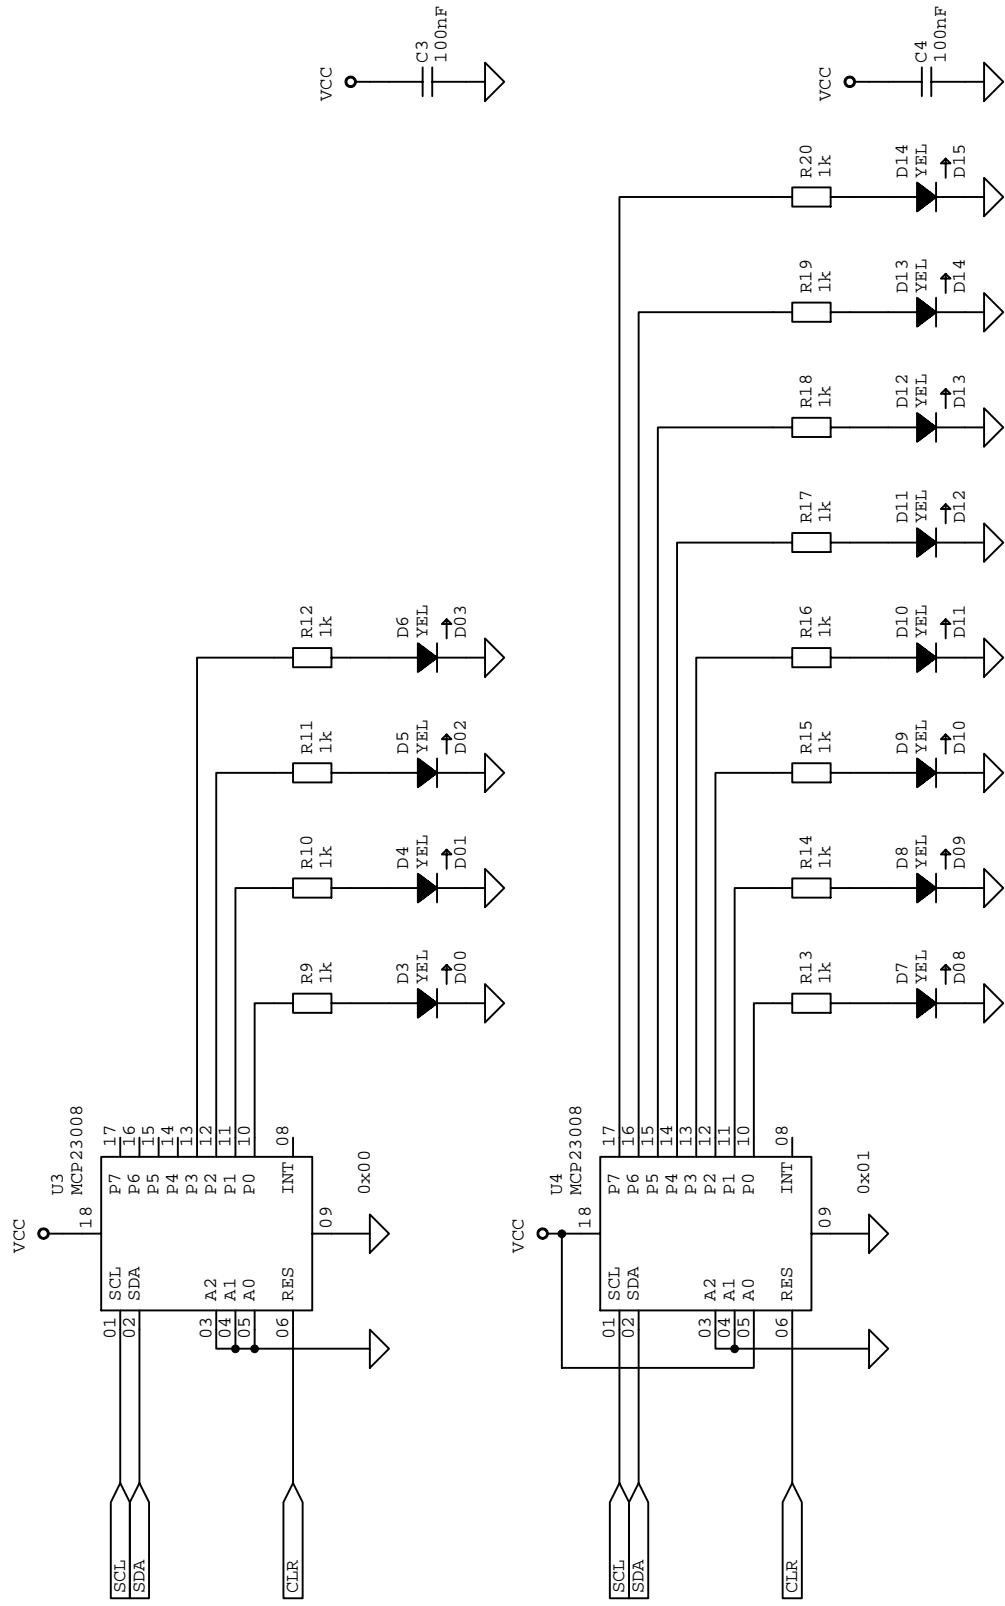 U3
MCP23008
VCC
18
SCL
SDA
CLR
01
02
03
04
05
06
SCL
SDA
A2
A1
A0
RES
P7
P6
P5
P4
P3
P2
P1
P0
INT
17
16
15
14
13
12
11
10
08
09
0x00
R9
1k
D3
YEL
D00
R10
1k
D4
YEL
D01
R11
1k
D5
YEL
D02
R12
1k
D6
YEL
D03
VCC
C3
100nF
U4
MCP23008
VCC
18
SCL
SDA
CLR
01
02
03
04
05
06
SCL
SDA
A2
A1
A0
RES
P7
P6
P5
P4
P3
P2
P1
P0
INT
17
16
15
14
13
12
11
10
08
09
0x01
R13
1k
D7
YEL
D08
R14
1k
D8
YEL
D09
R15
1k
D9
YEL
D10
R16
1k
D10
YEL
D11
R17
1k
D11
YEL
D12
R18
1k
D12
YEL
D13
R19
1k
D13
YEL
D14
R20
1k
D14
YEL
D15
VCC
C4
100nF